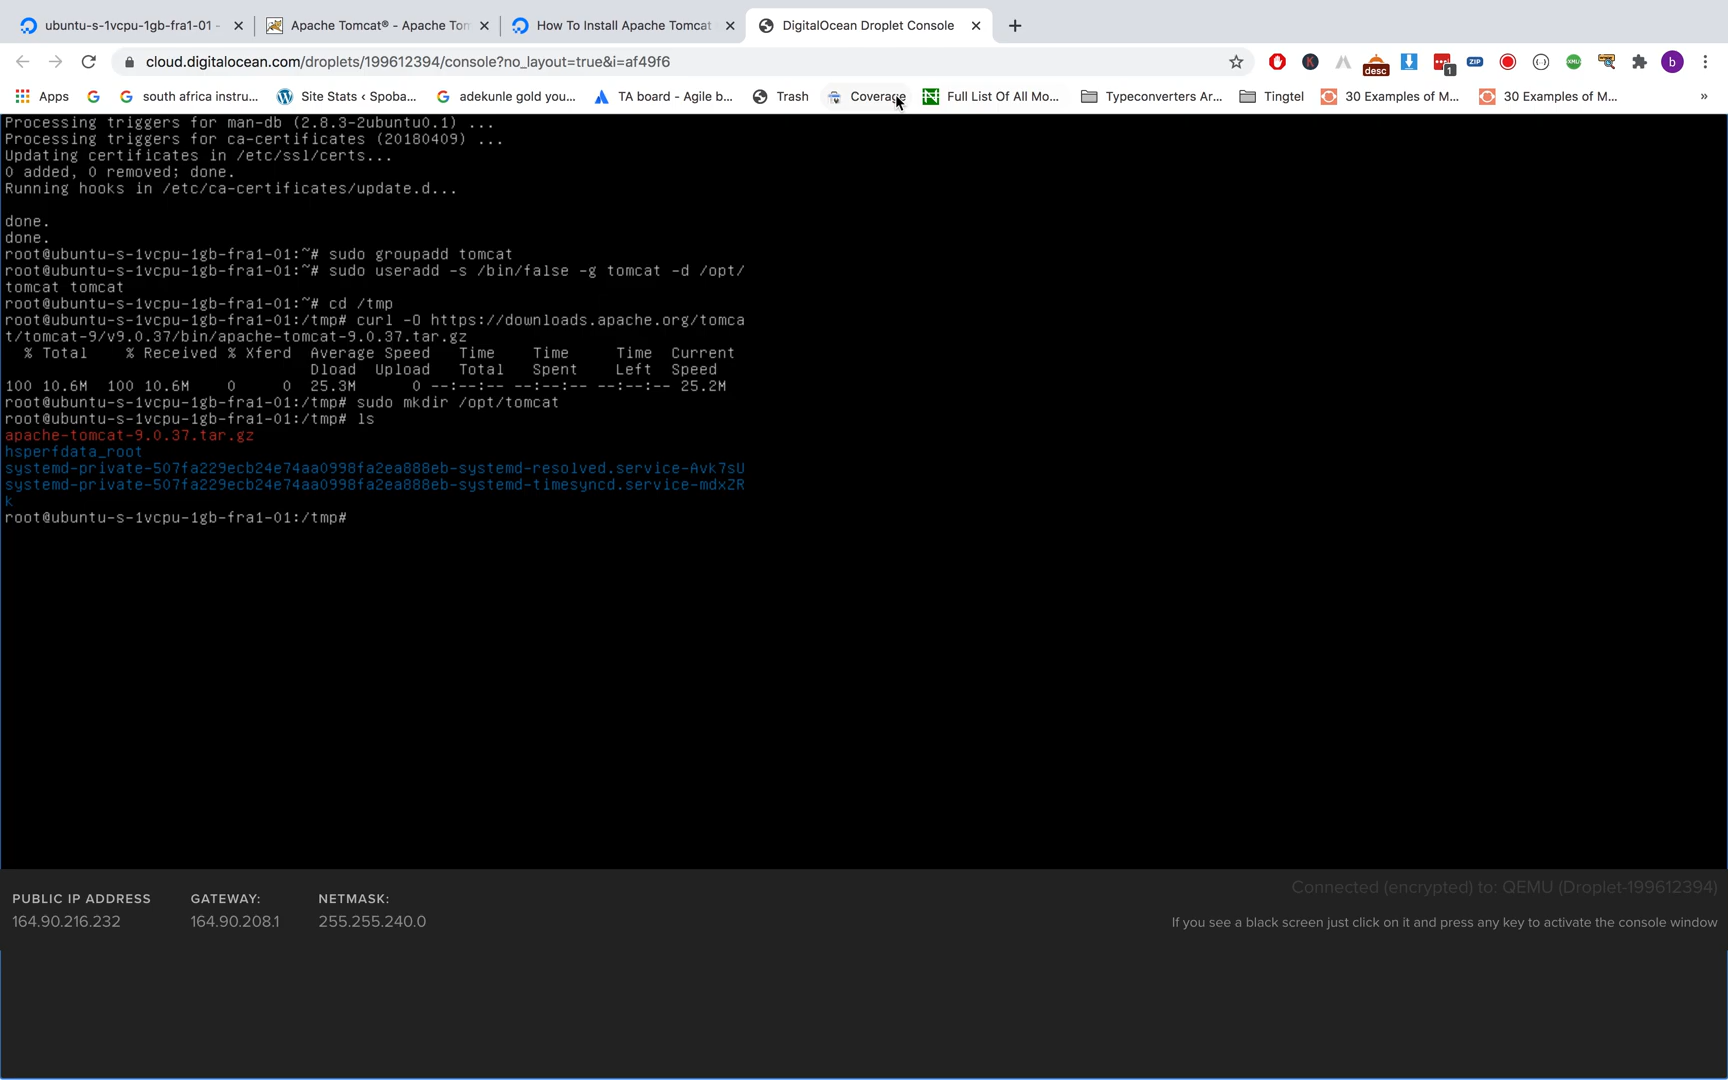 ubuntu-s-1vcpu-1gb-fra1-01 -
Apache Tomcat® - Apache Tom
How To Install Apache Tomcat
DigitalOcean Droplet Console
cloud.digitalocean.com/droplets/199612394/console?no_layout=true&i=af49f6
desc
1
ZIP
K
b
Apps
south africa instru...
Site Stats ‹ Spoba...
adekunle gold you...
TA board - Agile b...
Trash
Coverage
Full List Of All Mo...
Typeconverters Ar...
Tingtel
30 Examples of M...
30 Examples of M...
»
Processing triggers for man-db (2.8.3-2ubuntu0.1) ...
Processing triggers for ca-certificates (20180409) ...
Updating certificates in /etc/ssl/certs...
0 added, 0 removed; done.
Running hooks in /etc/ca-certificates/update.d...
done.
done.
root@ubuntu-s-1vcpu-1gb-fra1-01:~# sudo groupadd tomcat
root@ubuntu-s-1vcpu-1gb-fra1-01:~# sudo useradd -s /bin/false -g tomcat -d /opt/
tomcat tomcat
root@ubuntu-s-1vcpu-1gb-fra1-01:~# cd /tmp
root@ubuntu-s-1vcpu-1gb-fra1-01:/tmp# curl -O https://downloads.apache.org/tomca
t/tomcat-9/v9.0.37/bin/apache-tomcat-9.0.37.tar.gz
% Total % Received % Xferd Average Speed Time Time Time Current
Dload Upload Total Spent Left Speed
100 10.6M 100 10.6M 0 0 25.3M 0 --:--:-- --:--:-- --:--:-- 25.2M
root@ubuntu-s-1vcpu-1gb-fra1-01:/tmp# sudo mkdir /opt/tomcat
root@ubuntu-s-1vcpu-1gb-fra1-01:/tmp# ls
apache-tomcat-9.0.37.tar.gz
hsperfdata_root
systemd-private-507fa229ecb24e74aa0998fa2ea888eb-systemd-resolved.service-Avk7sU
systemd-private-507fa229ecb24e74aa0998fa2ea888eb-systemd-timesyncd.service-mdxZR
k
root@ubuntu-s-1vcpu-1gb-fra1-01:/tmp#
Connected (encrypted) to: QEMU (Droplet-199612394)
PUBLIC IP ADDRESS GATEWAY: NETMASK:
164.90.216.232 164.90.208.1 255.255.240.0
If you see a black screen just click on it and press any key to activate the console window